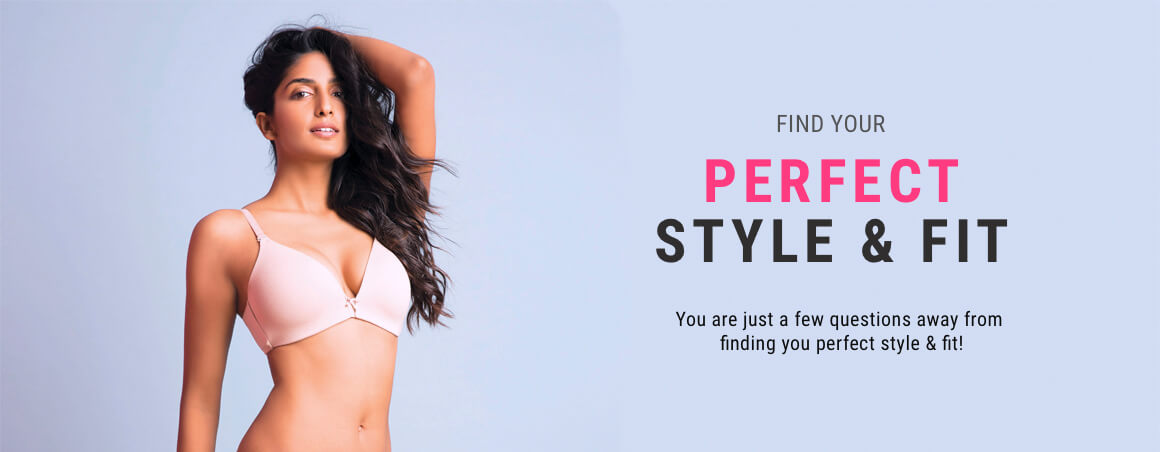 FIND YOUR
PERFECT
STYLE & FIT
You are just a few questions away from
finding you perfect style & fit!